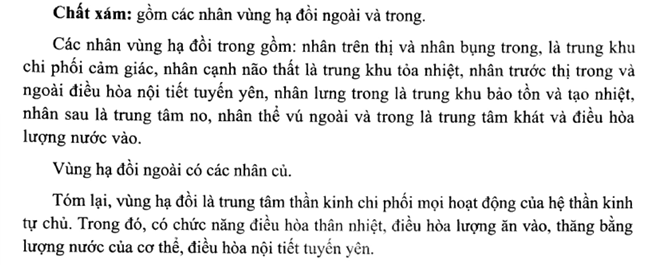 Chất xám: gồm các nhân vùng hạ đồi ngoài và trong.
Các nhân vùng hạ đồi trong gồm: nhân trên thị và nhân bụng trong, là trung khu
chi phối cảm giác, nhân cạnh não thất là trung khu tỏa nhiệt, nhân trước thị trong và
ngoài điều hòa nội tiết tuyến yên, nhân lưng trong là trung khu bảo tồn và tạo nhiệt,
nhân sau là trung tâm no, nhân thể vú ngoài và trong là trung tâm khát và điều hòa
lượng nước vào.
Vùng hạ đồi ngoài có các nhân củ.
Tóm lại, vùng hạ đồi là trung tâm thần kinh chi phối mọi hoạt động của hệ thần kinh
tự chủ. Trong đó, có chức năng điều hòa thân nhiệt, điều hòa lượng ăn vào, thăng bằng
lượng nước của cơ thể, điều hòa nội tiết tuyến yên.